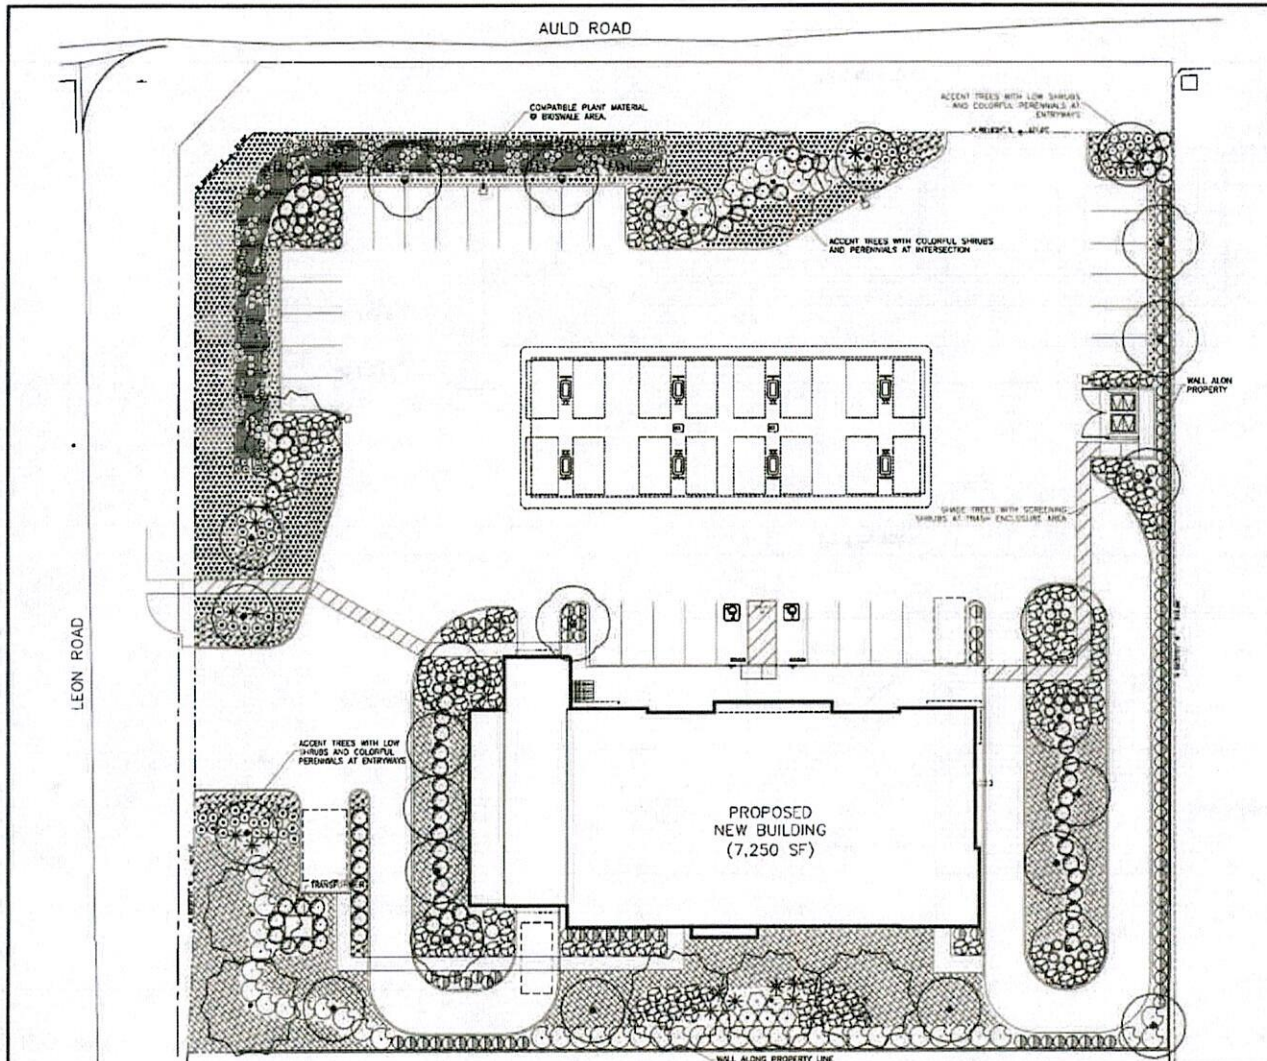 AULD ROAD
COMPATIBLE PLANT MATERIAL
@ BIOSWALE AREA.
ACCENT TREES WITH LOW SHRUBS
AND COLORFUL PERENNIALS AT
ENTRYWAYS
ACCENT TREES WITH COLORFUL SHRUBS
AND PERENNIALS AT INTERSECTION
WALL ALON
PROPERTY
SHADE TREES WITH SCREENING
SHRUBS AT TRASH ENCLOSURE AREA
LEON ROAD
ACCENT TREES WITH LOW
SHRUBS AND COLORFUL
PERENNIALS AT ENTRYWAYS
PROPOSED
NEW BUILDING
(7,250 SF)
TRANSFORMER
WALL ALONG PROPERTY LINE